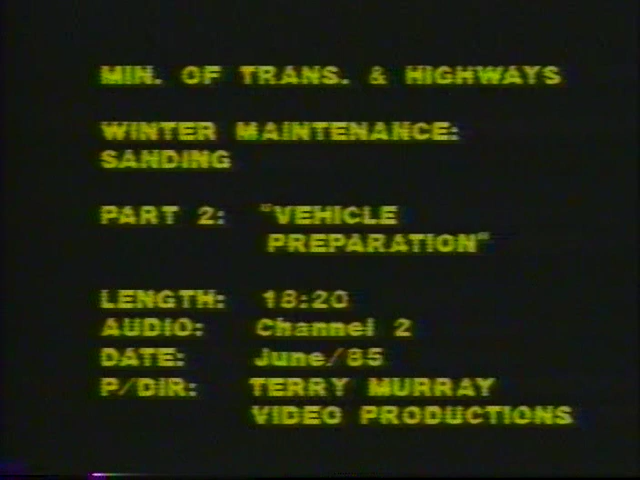 MIN. OF TRANS. & HIGHWAYS
WINTER MAINTENANCE:
SANDING
PART 2: "VEHICLE
PREPARATION"
LENGTH: 18:20
AUDIO: Channel 2
DATE: June/85
P/DIR: TERRY MURRAY
VIDEO PRODUCTIONS